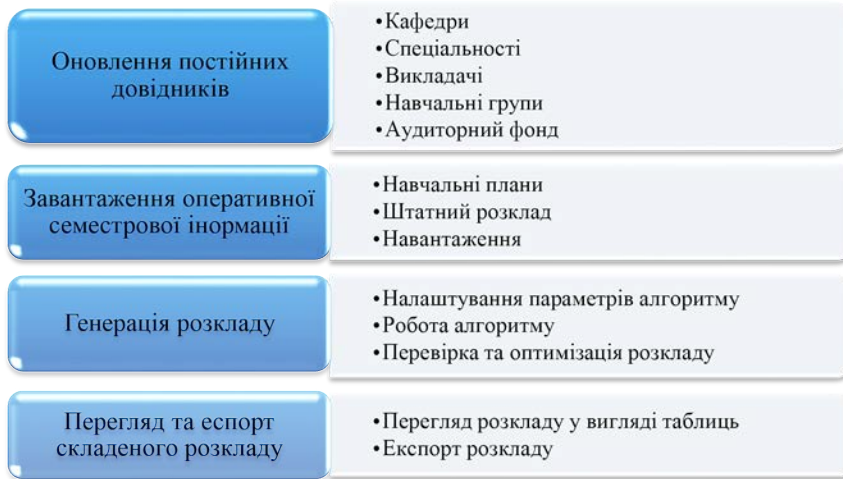 Оновлення постійних
довідників
•Кафедри
•Спеціальності
•Викладачі
•Навчальні групи
•Аудиторний фонд
Завантаження оперативної
семестрової інормації
•Навчальні плани
•Штатний розклад
•Навантаження
Генерація розкладу
•Налаштування параметрів алгоритму
•Робота алгоритму
•Перевірка та оптимізація розкладу
Перегляд та еспорт
складеного розкладу
•Перегляд розкладу у вигляді таблиць
•Експорт розкладу